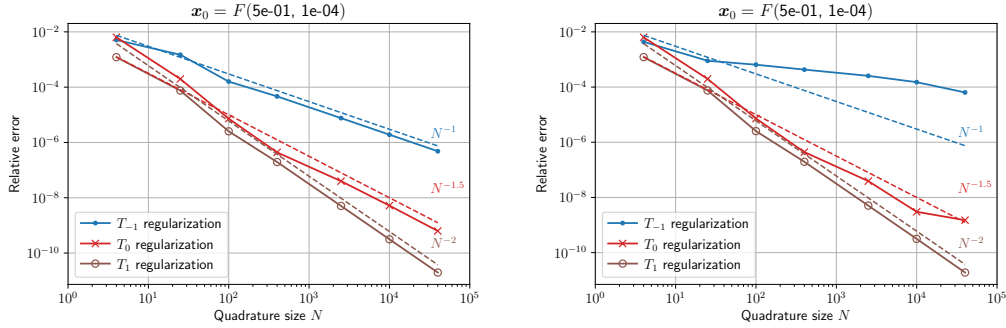 x₀ = F(5e-01, 1e-04)
Relative error
10⁻²
10⁻⁴
10⁻⁶
10⁻⁸
10⁻¹⁰
N⁻¹
N⁻¹·⁵
N⁻²
T₋₁ regularization
T₀ regularization
T₁ regularization
10⁰ 10¹ 10² 10³ 10⁴ 10⁵
Quadrature size N
x₀ = F(5e-01, 1e-04)
Relative error
10⁻²
10⁻⁴
10⁻⁶
10⁻⁸
10⁻¹⁰
N⁻¹
N⁻¹·⁵
N⁻²
T₋₁ regularization
T₀ regularization
T₁ regularization
10⁰ 10¹ 10² 10³ 10⁴ 10⁵
Quadrature size N